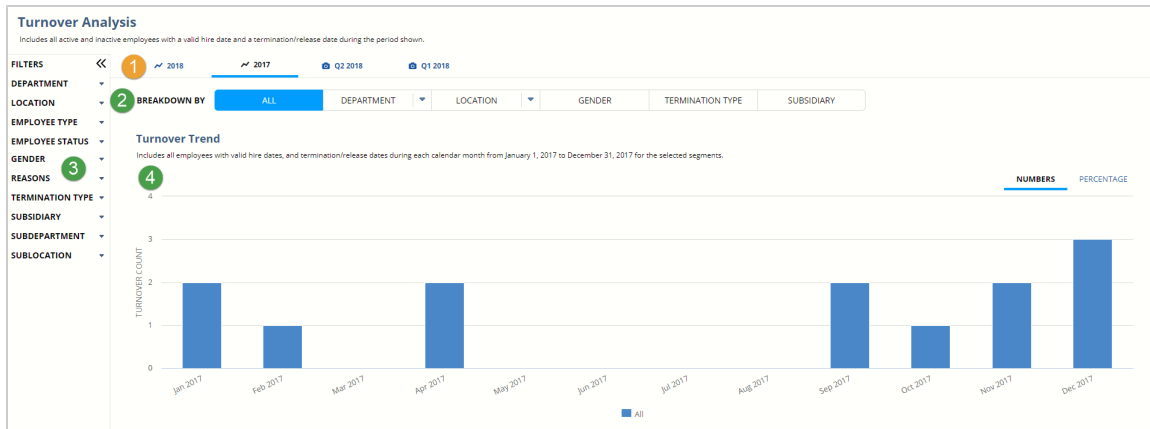 Turnover Analysis
Includes all active and inactive employees with a valid hire date and a termination/release date during the period shown.
FILTERS
DEPARTMENT
LOCATION
EMPLOYEE TYPE
EMPLOYEE STATUS
GENDER
3
REASONS
TERMINATION TYPE
SUBSIDIARY
SUBDEPARTMENT
SUBLOCATION
1 2018 2017 Q2 2018 Q1 2018
2 BREAKDOWN BY ALL DEPARTMENT LOCATION GENDER TERMINATION TYPE SUBSIDIARY
Turnover Trend
Includes all employees with valid hire dates, and termination/release dates during each calendar month from January 1, 2017 to December 31, 2017 for the selected segments.
4
NUMBERS PERCENTAGE
TURNOVER COUNT
4
3
2
1
0
Jan 2017 Feb 2017 Mar 2017 Apr 2017 May 2017 Jun 2017 Jul 2017 Aug 2017 Sep 2017 Oct 2017 Nov 2017 Dec 2017
All